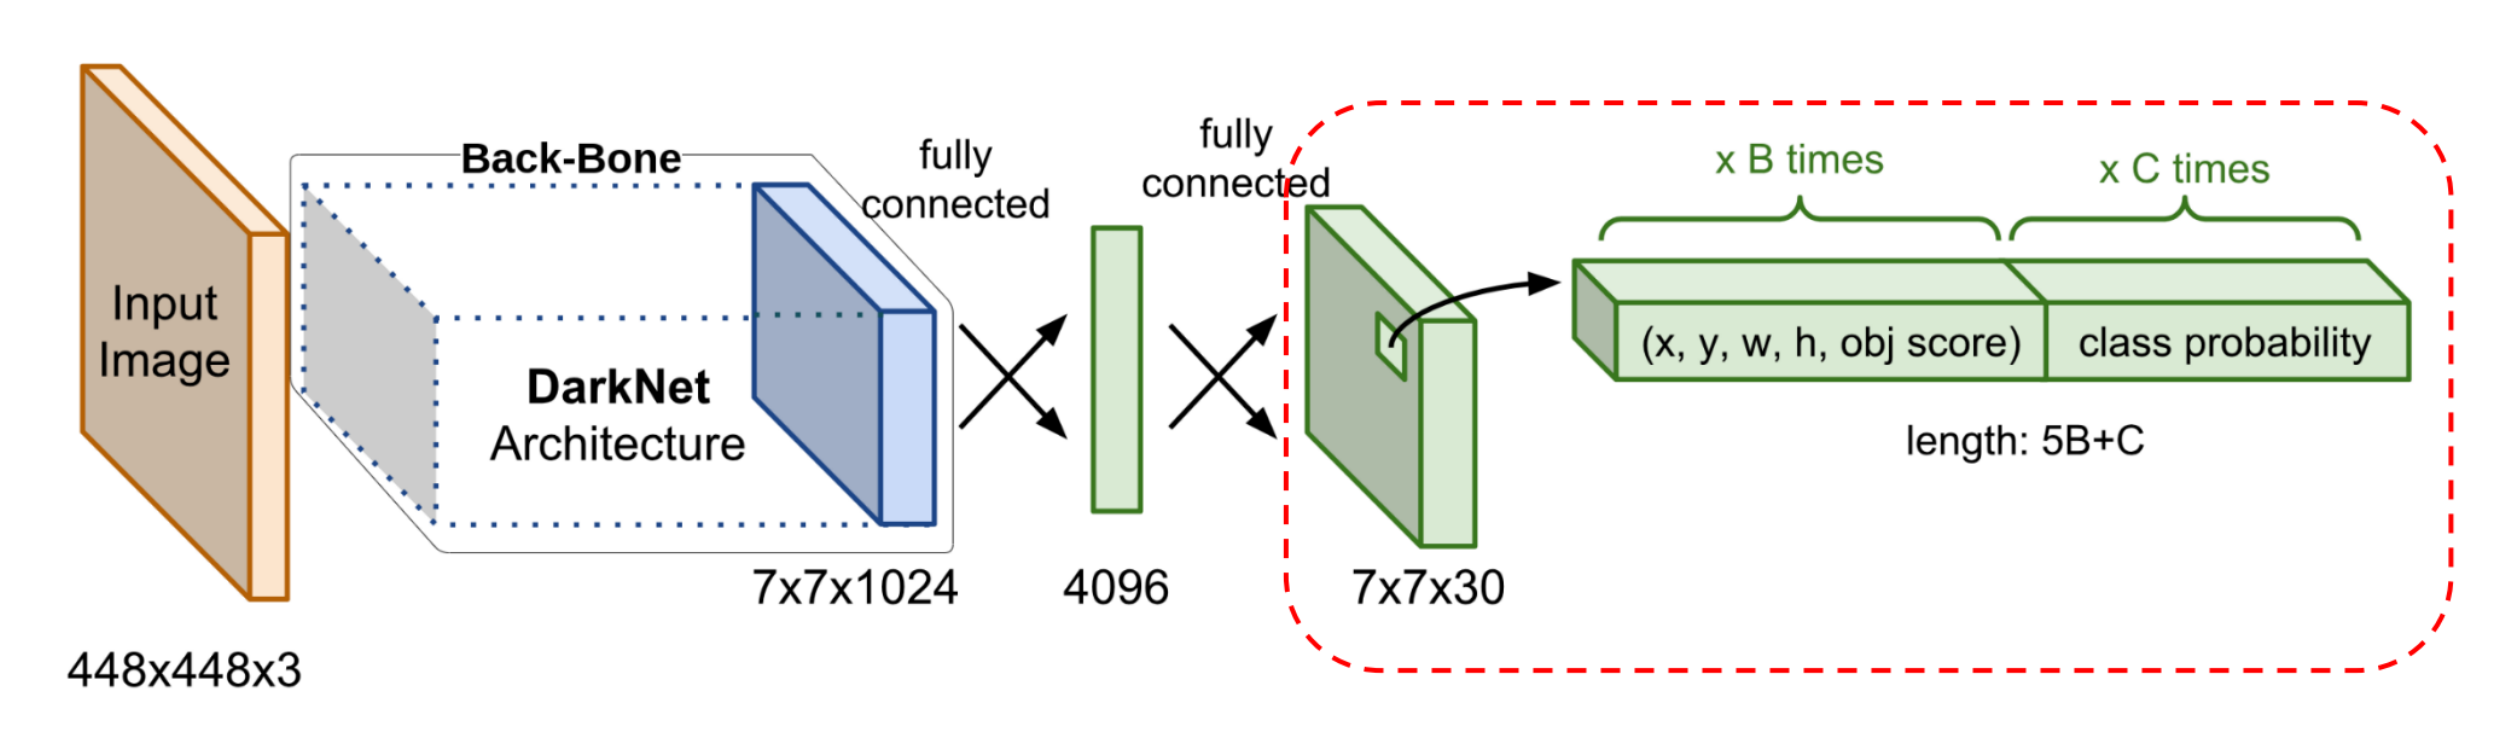 Input
Image
448x448x3
Back-Bone
DarkNet
Architecture
7x7x1024
fully
connected
4096
fully
connected
7x7x30
x B times
x C times
(x, y, w, h, obj score)
class probability
length: 5B+C